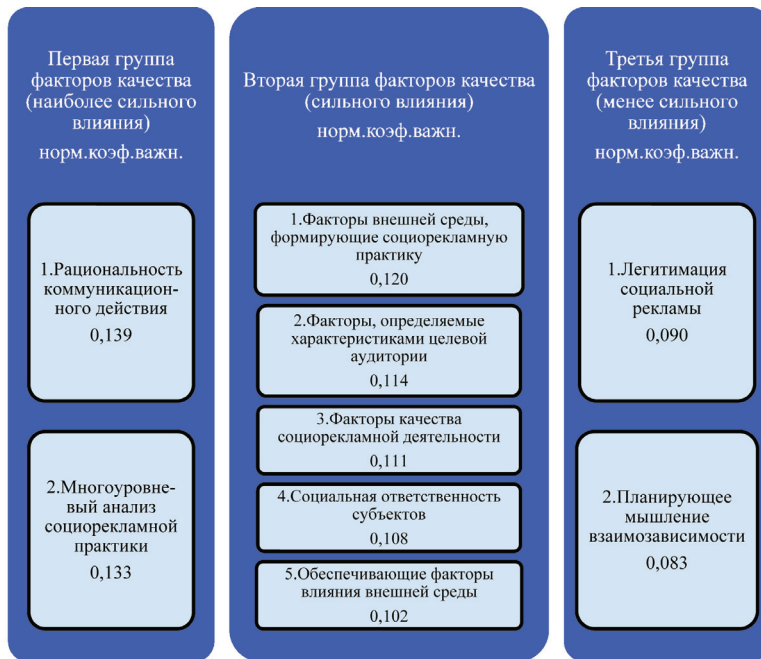 Первая группа
факторов качества
(наиболее сильного
влияния)
норм.коэф.важн.
1.Рациональность
коммуникацион-
ного действия
0,139
2.Многоуровне-
вый анализ
социорекламной
практики
0,133
Вторая группа факторов качества
(сильного влияния)
норм.коэф.важн.
1.Факторы внешней среды,
формирующие социорекламную
практику
0,120
2.Факторы, определяемые
характеристиками целевой
аудитории
0,114
3.Факторы качества
социорекламной деятельности
0,111
4.Социальная ответственность
субъектов
0,108
5.Обеспечивающие факторы
влияния внешней среды
0,102
Третья группа
факторов качества
(менее сильного
влияния)
норм.коэф.важн.
1.Легитимация
социальной
рекламы
0,090
2.Планирующее
мышление
взаимозависимости
0,083